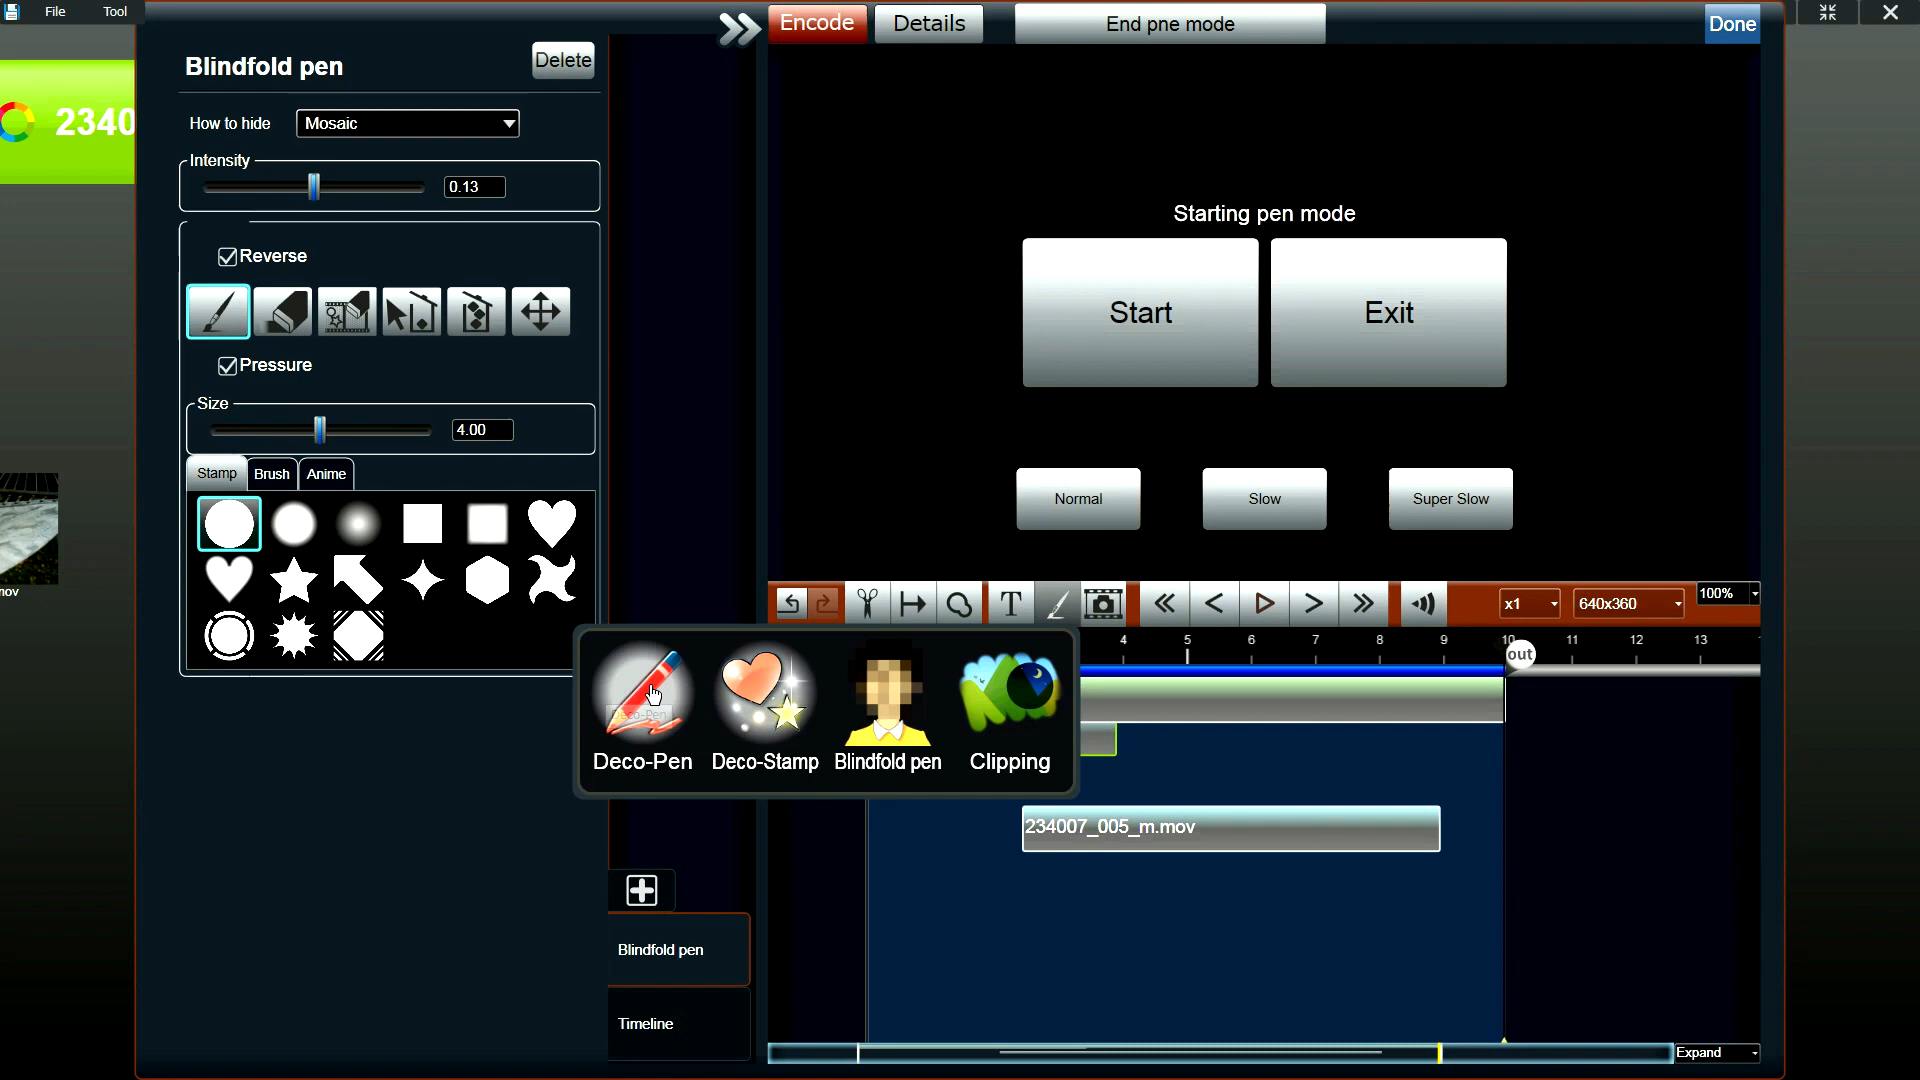 File Tool
Encode Details End pne mode Done
Blindfold pen Delete
2340
How to hide Mosaic
Intensity
0.13
Reverse
Pressure
Size
4.00
Stamp Brush Anime
Starting pen mode
Start Exit
Normal Slow Super Slow
x1 640x360 100%
4 5 6 7 8 9 10 11 12 13
out
Deco-Pen
Deco-Pen Deco-Stamp Blindfold pen Clipping
234007_005_m.mov
Blindfold pen
Timeline
Expand